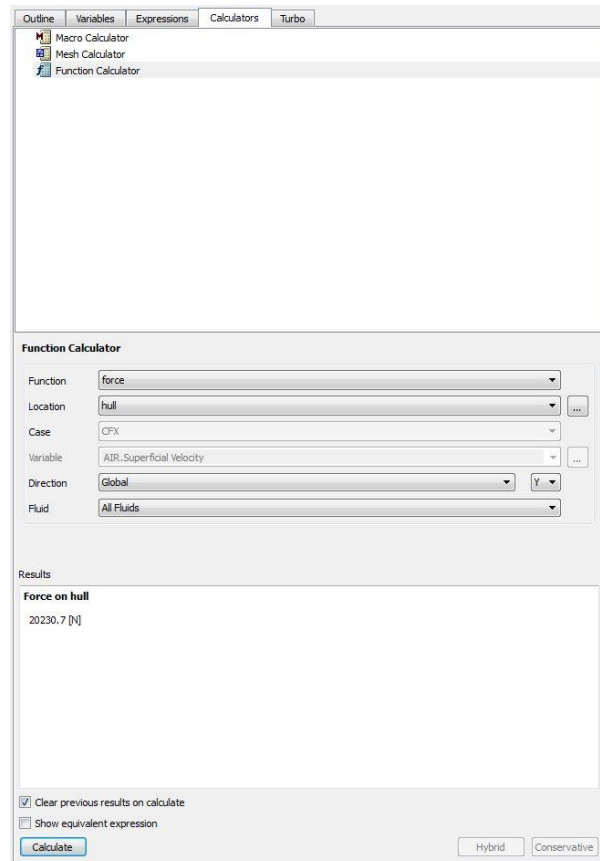 Outline Variables Expressions Calculators Turbo
Macro Calculator
Mesh Calculator
Function Calculator
Function Calculator
Function force
Location hull ...
Case CFX
Variable AIR.Superficial Velocity ...
Direction Global Y
Fluid All Fluids
Results
Force on hull
20230.7 [N]
Clear previous results on calculate
Show equivalent expression
Calculate Hybrid Conservative